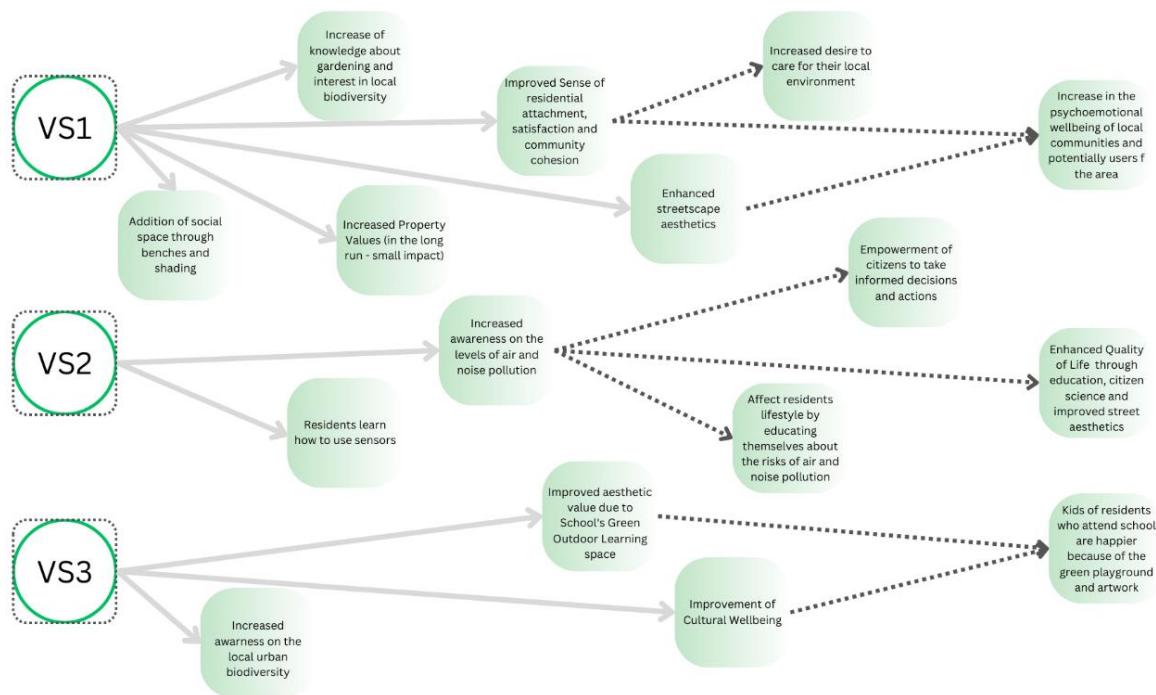 VS1
Increase of
knowledge about
gardening and
interest in local
biodiversity
Improved Sense of
residential
attachment,
satisfaction and
community
cohesion
Increased desire to
care for their local
environment
Increase in the
psychoemotional
wellbeing of local
communities and
potentially users f
the area
Enhanced
streetscape
aesthetics
Increased Property
Values (in the long
run - small impact)
Addition of social
space through
benches and
shading
VS2
Increased
awareness on the
levels of air and
noise pollution
Empowerment of
citizens to take
informed decisions
and actions
Enhanced Quality
of Life through
education, citizen
science and
improved street
aesthetics
Affect residents
lifestyle by
educating
themselves about
the risks of air and
noise pollution
Residents learn
how to use sensors
VS3
Improved aesthetic
value due to
School's Green
Outdoor Learning
space
Kids of residents
who attend school
are happier
because of the
green playground
and artwork
Improvement of
Cultural Wellbeing
Increased
awarness on the
local urban
biodiversity